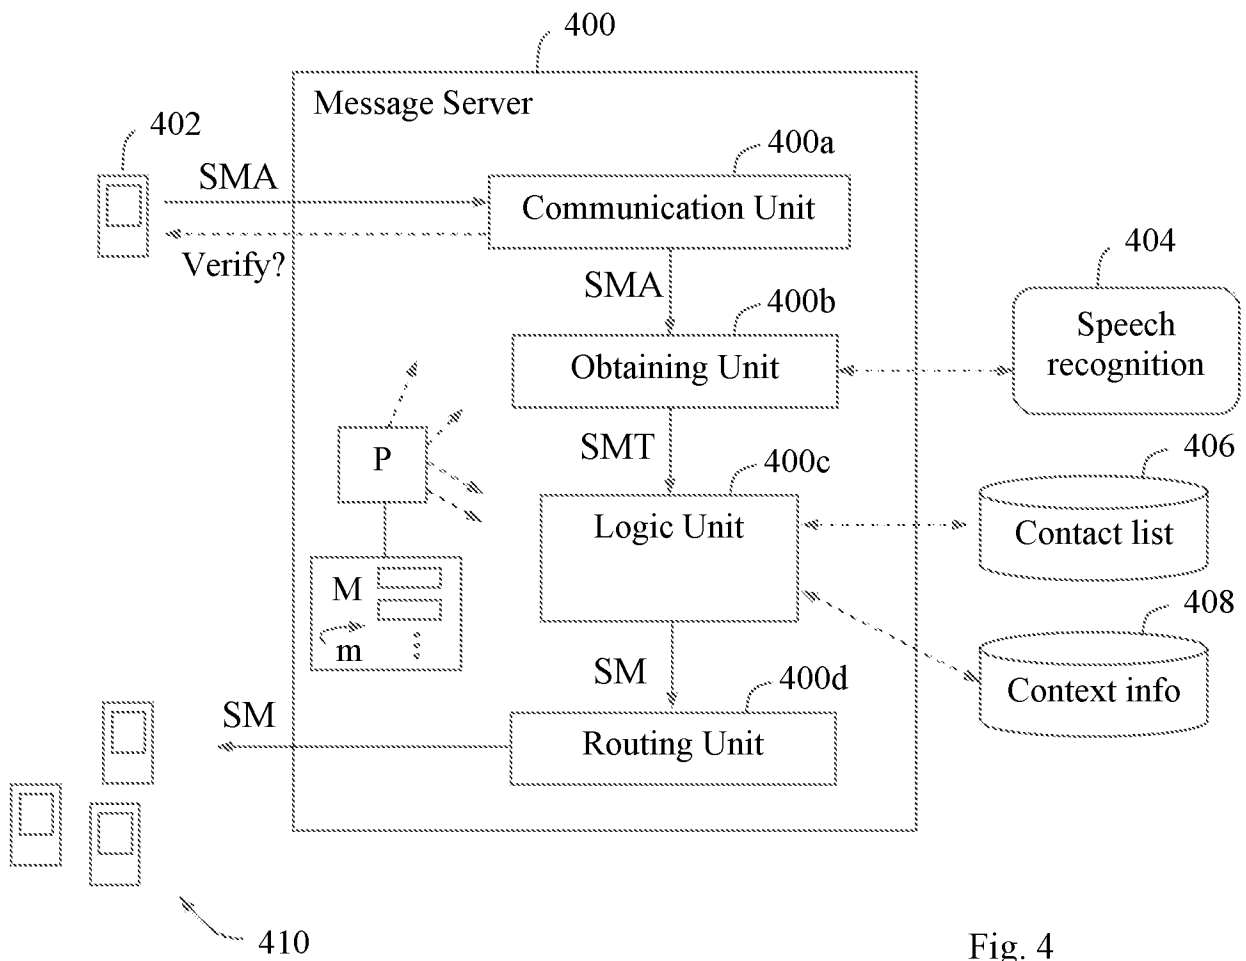 400
Message Server
402
400a
SMA
Communication Unit
Verify?
SMA
400b
404
Speech
recognition
Obtaining Unit
P
SMT
400c
406
Logic Unit
Contact list
M
m
408
SM
400d
Context info
SM
Routing Unit
410
Fig. 4